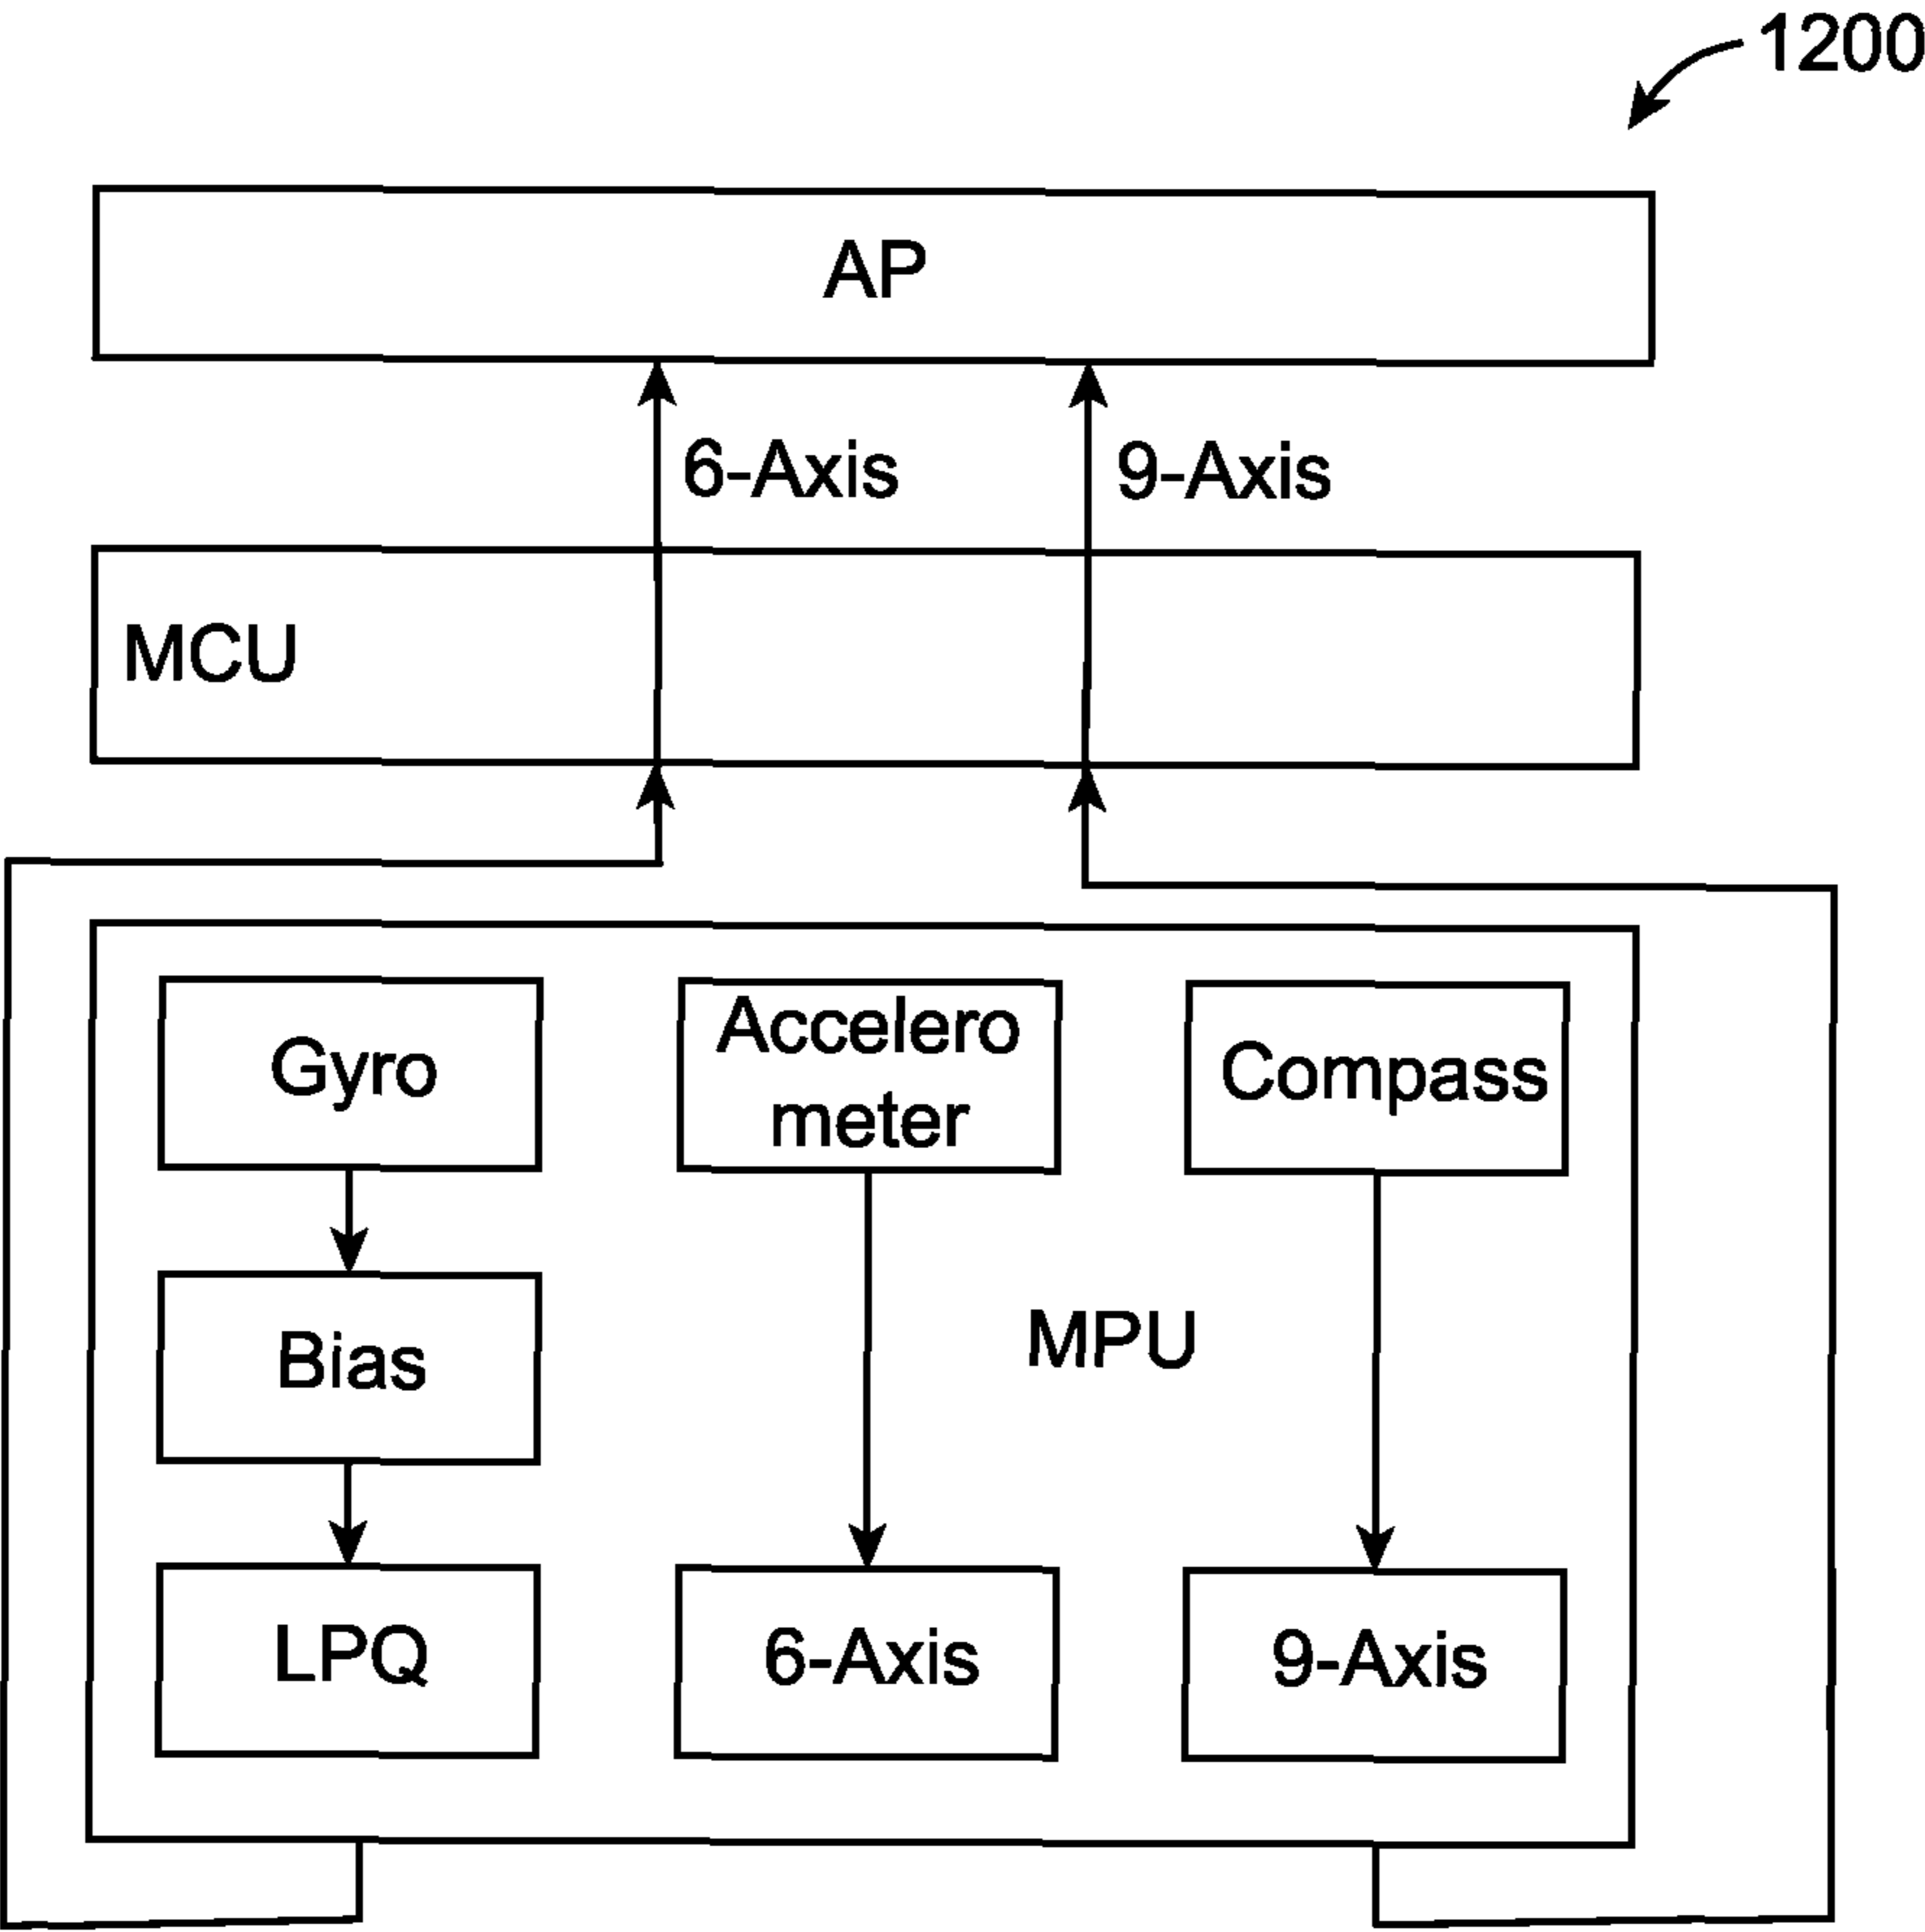 1200
AP
6-Axis
9-Axis
MCU
Gyro
Accelero
meter
Compass
Bias
MPU
LPQ
6-Axis
9-Axis